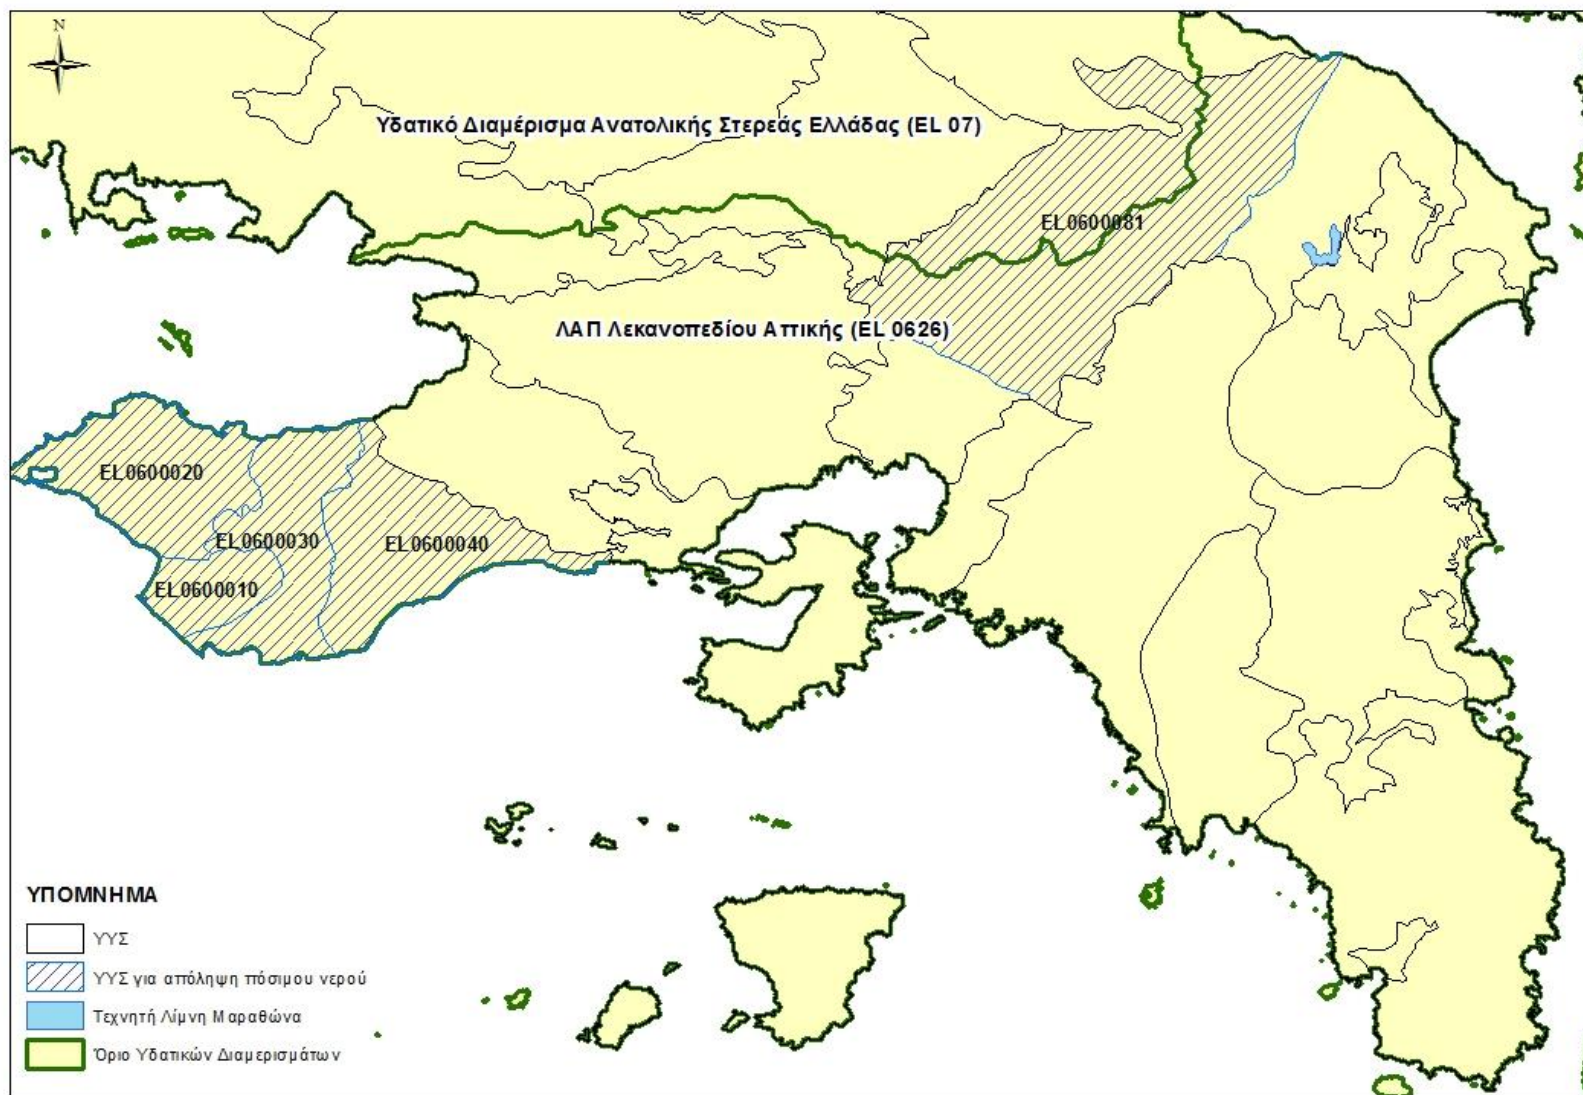 N
Υδατικό Διαμέρισμα Ανατολικής Στερεάς Ελλάδας (EL 07)
EL0600081
ΛΑΠ Λεκανοπεδίου Αττικής (EL 0626)
EL0600020
EL0600030
EL0600040
EL0600010
ΥΠΟΜΝΗΜΑ
ΥΥΣ
ΥΥΣ για απόληψη πόσιμου νερού
Τεχνητή Λίμνη Μαραθώνα
Όριο Υδατικών Διαμερισμάτων